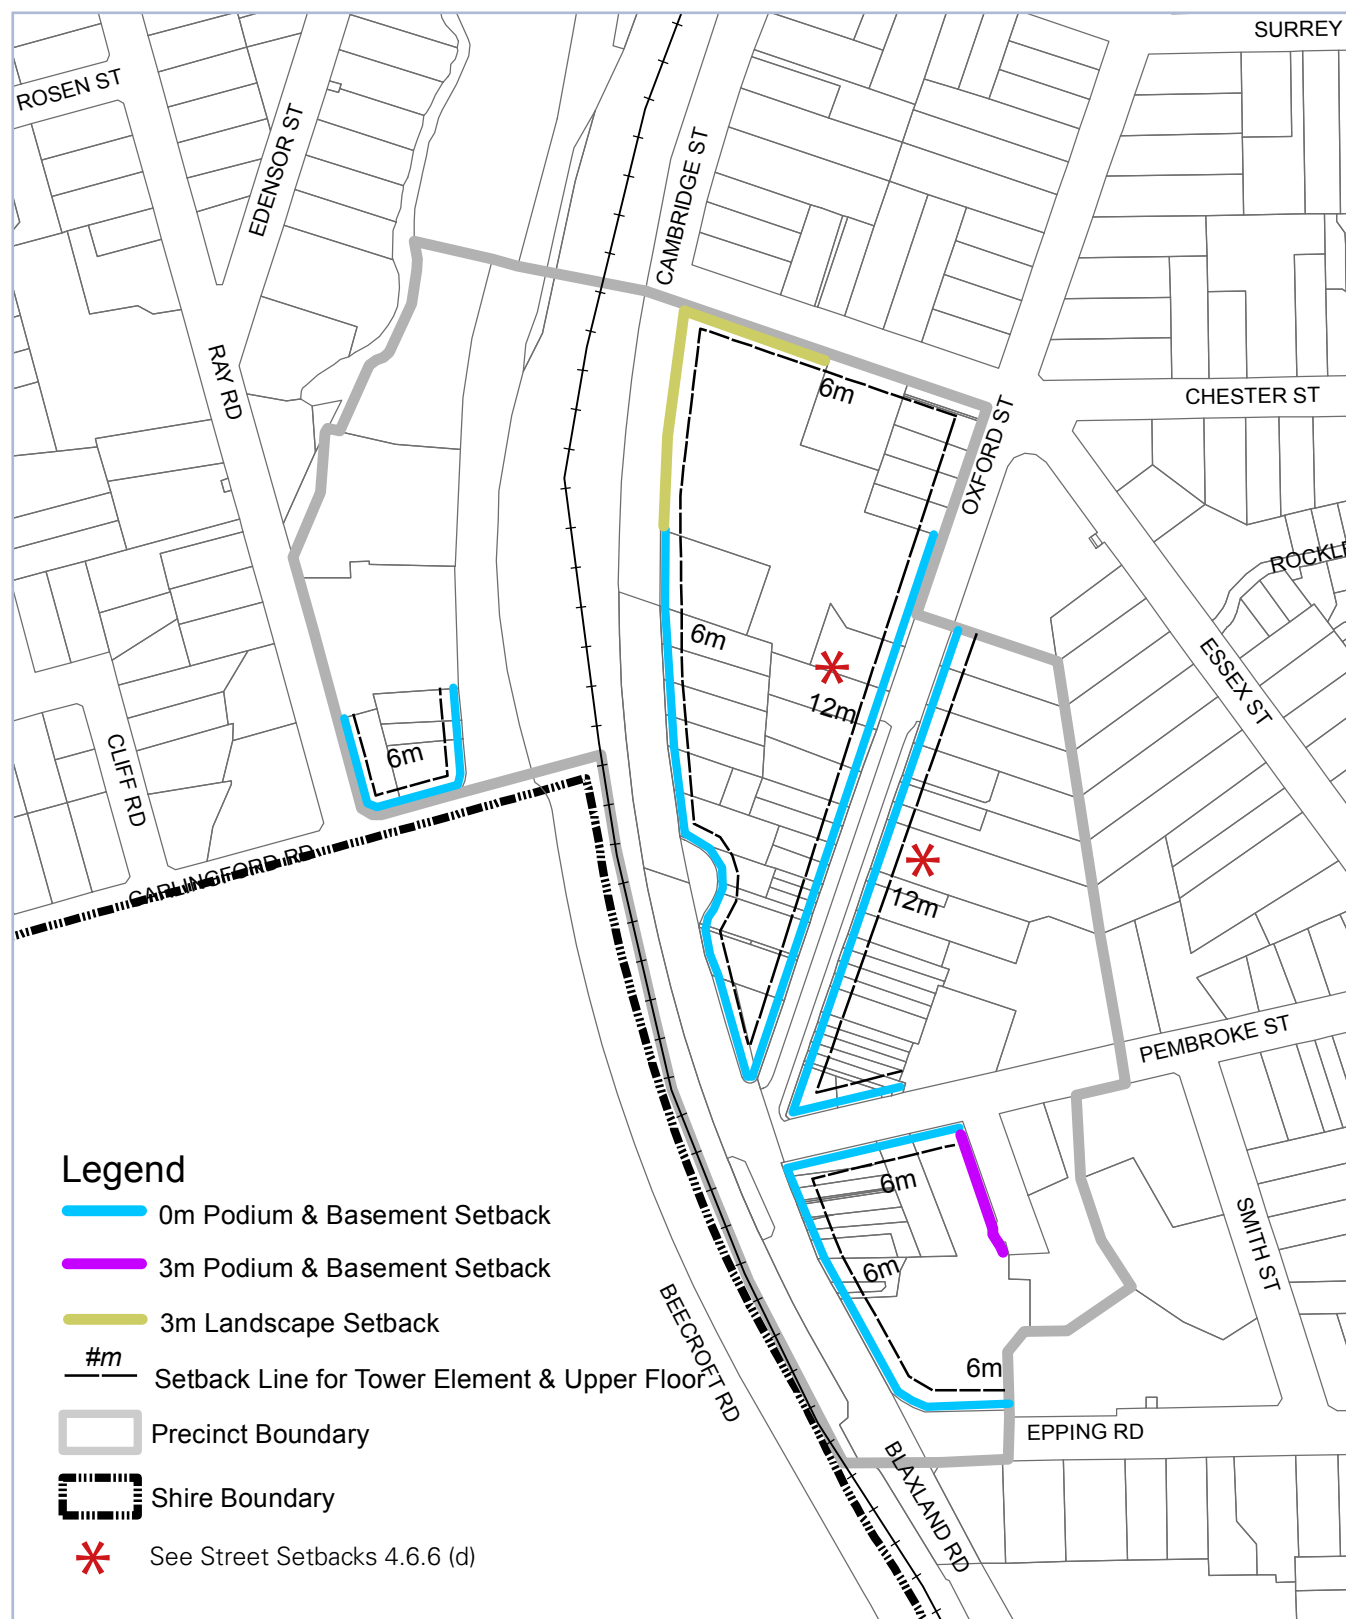 SURREY
ROSEN ST
EDENSOR ST
CAMBRIDGE ST
RAY RD
6m
OXFORD ST
CHESTER ST
ROCKLE
6m
ESSEX ST
12m
6m
CLIFF RD
CARLINGFORD RD
12m
PEMBROKE ST
6m
SMITH ST
6m
BEECROFT RD
6m
EPPING RD
BLAXLAND RD
Legend
0m Podium & Basement Setback
3m Podium & Basement Setback
3m Landscape Setback
#m
Setback Line for Tower Element & Upper Floor
Precinct Boundary
Shire Boundary
See Street Setbacks 4.6.6 (d)